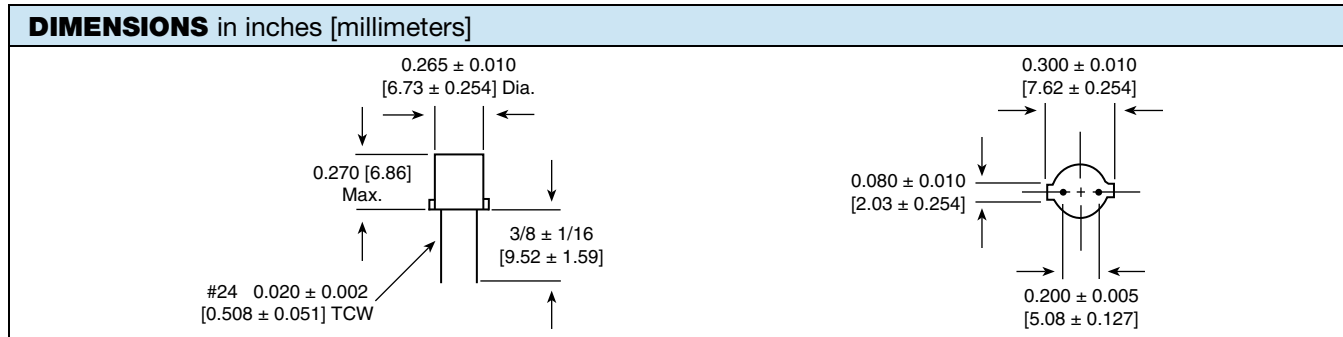 DIMENSIONS in inches [millimeters]
0.265 ± 0.010
[6.73 ± 0.254] Dia.
0.270 [6.86]
Max.
3/8 ± 1/16
[9.52 ± 1.59]
#24 0.020 ± 0.002
[0.508 ± 0.051] TCW
0.300 ± 0.010
[7.62 ± 0.254]
0.080 ± 0.010
[2.03 ± 0.254]
0.200 ± 0.005
[5.08 ± 0.127]